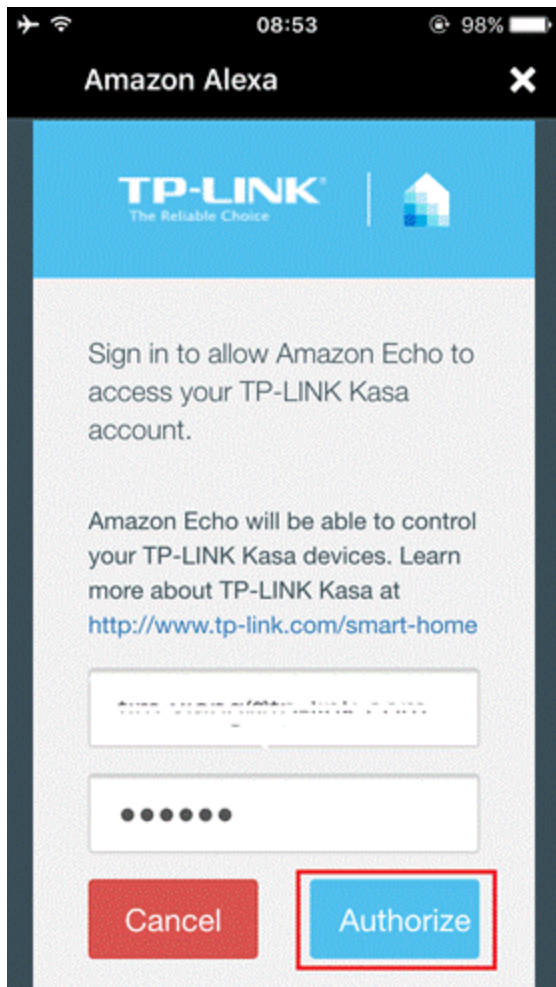 08:53
98%
Amazon Alexa
TP-LINK
The Reliable Choice
Sign in to allow Amazon Echo to
access your TP-LINK Kasa
account.
Amazon Echo will be able to control
your TP-LINK Kasa devices. Learn
more about TP-LINK Kasa at
http://www.tp-link.com/smart-home
Cancel
Authorize